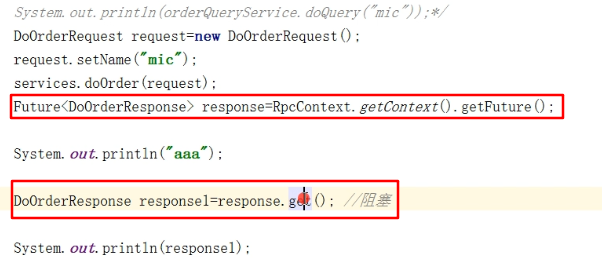 System.out.println(orderQueryService.doQuery("mic"));*/
DoOrderRequest request=new DoOrderRequest();
request.setName("mic");
services.doOrder(request);
Future<DoOrderResponse> response=RpcContext.getContext().getFuture();
System.out.println("aaa");
DoOrderResponse response1=response.get(); //阻塞
System.out.println(response1);